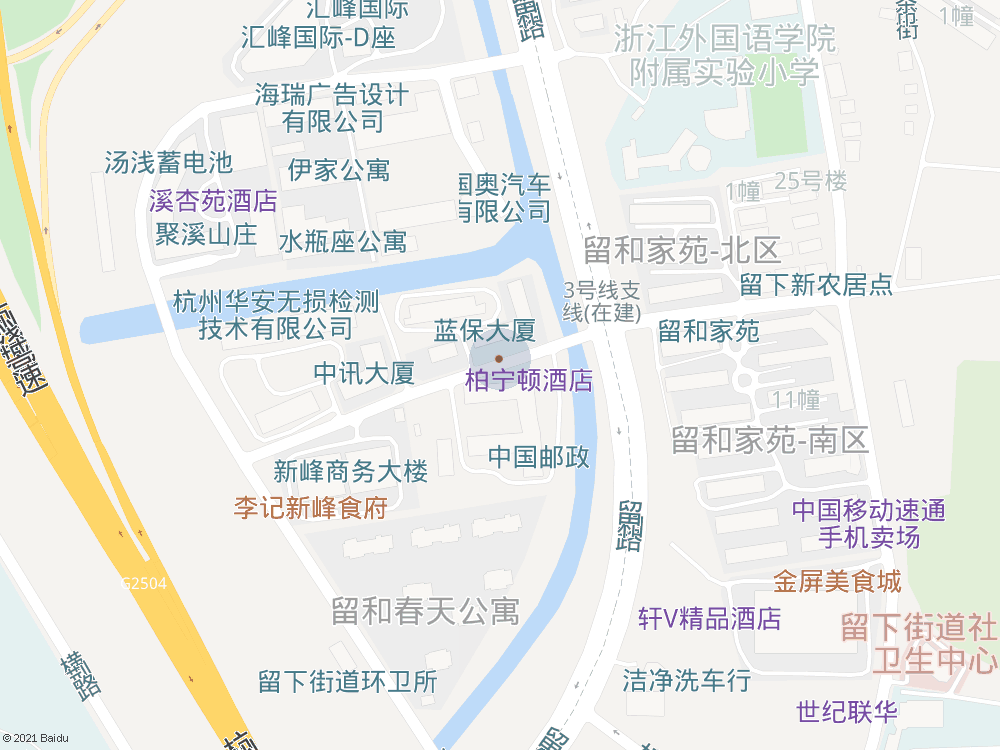 汇峰国际
汇峰国际-D座
浙江外国语学院
附属实验小学
1幢
海瑞广告设计
有限公司
汤浅蓄电池
伊家公寓
国奥汽车
有限公司
1幢
25号楼
溪杏苑酒店
聚溪山庄
水瓶座公寓
留和家苑-北区
3号线支
线(在建)
留下新农居点
杭州华安无损检测
技术有限公司
蓝保大厦
留和家苑
中讯大厦
柏宁顿酒店
11幢
留和家苑-南区
新峰商务大楼
中国邮政
李记新峰食府
中国移动速通
手机卖场
G2504
金屏美食城
留和春天公寓
轩V精品酒店
留下街道社
卫生中心
横路
留下街道环卫所
洁净洗车行
世纪联华
© 2021 Baidu